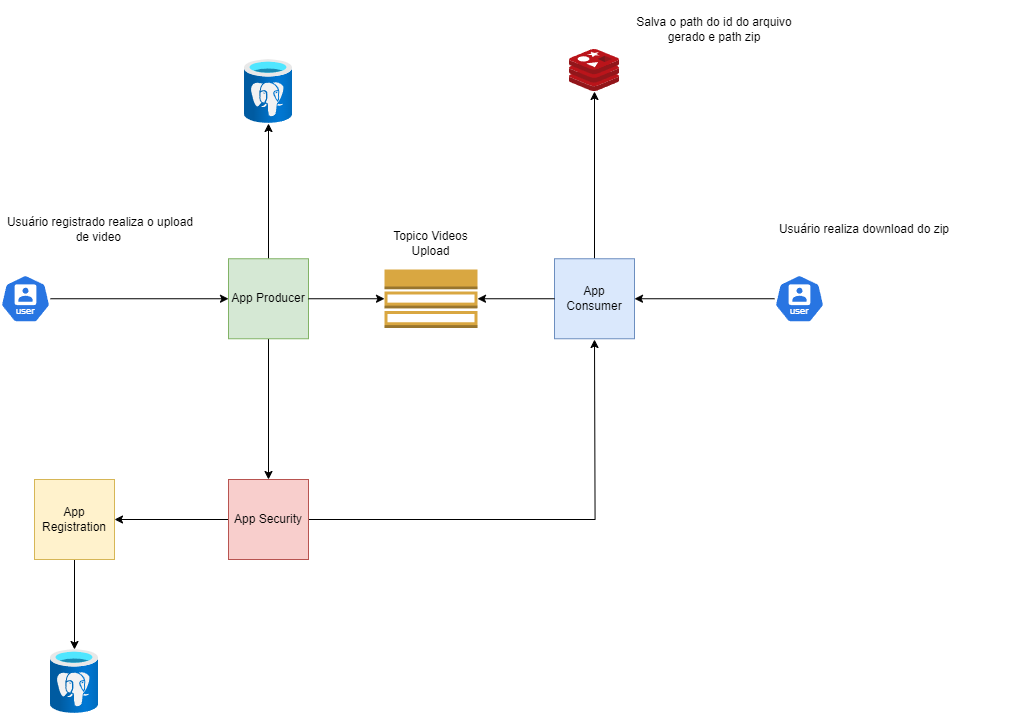 Salva o path do id do arquivo
gerado e path zip
Usuário registrado realiza o upload
de video
Topico Videos
Upload
Usuário realiza download do zip
user
App Producer
App
Consumer
user
App
Registration
App Security